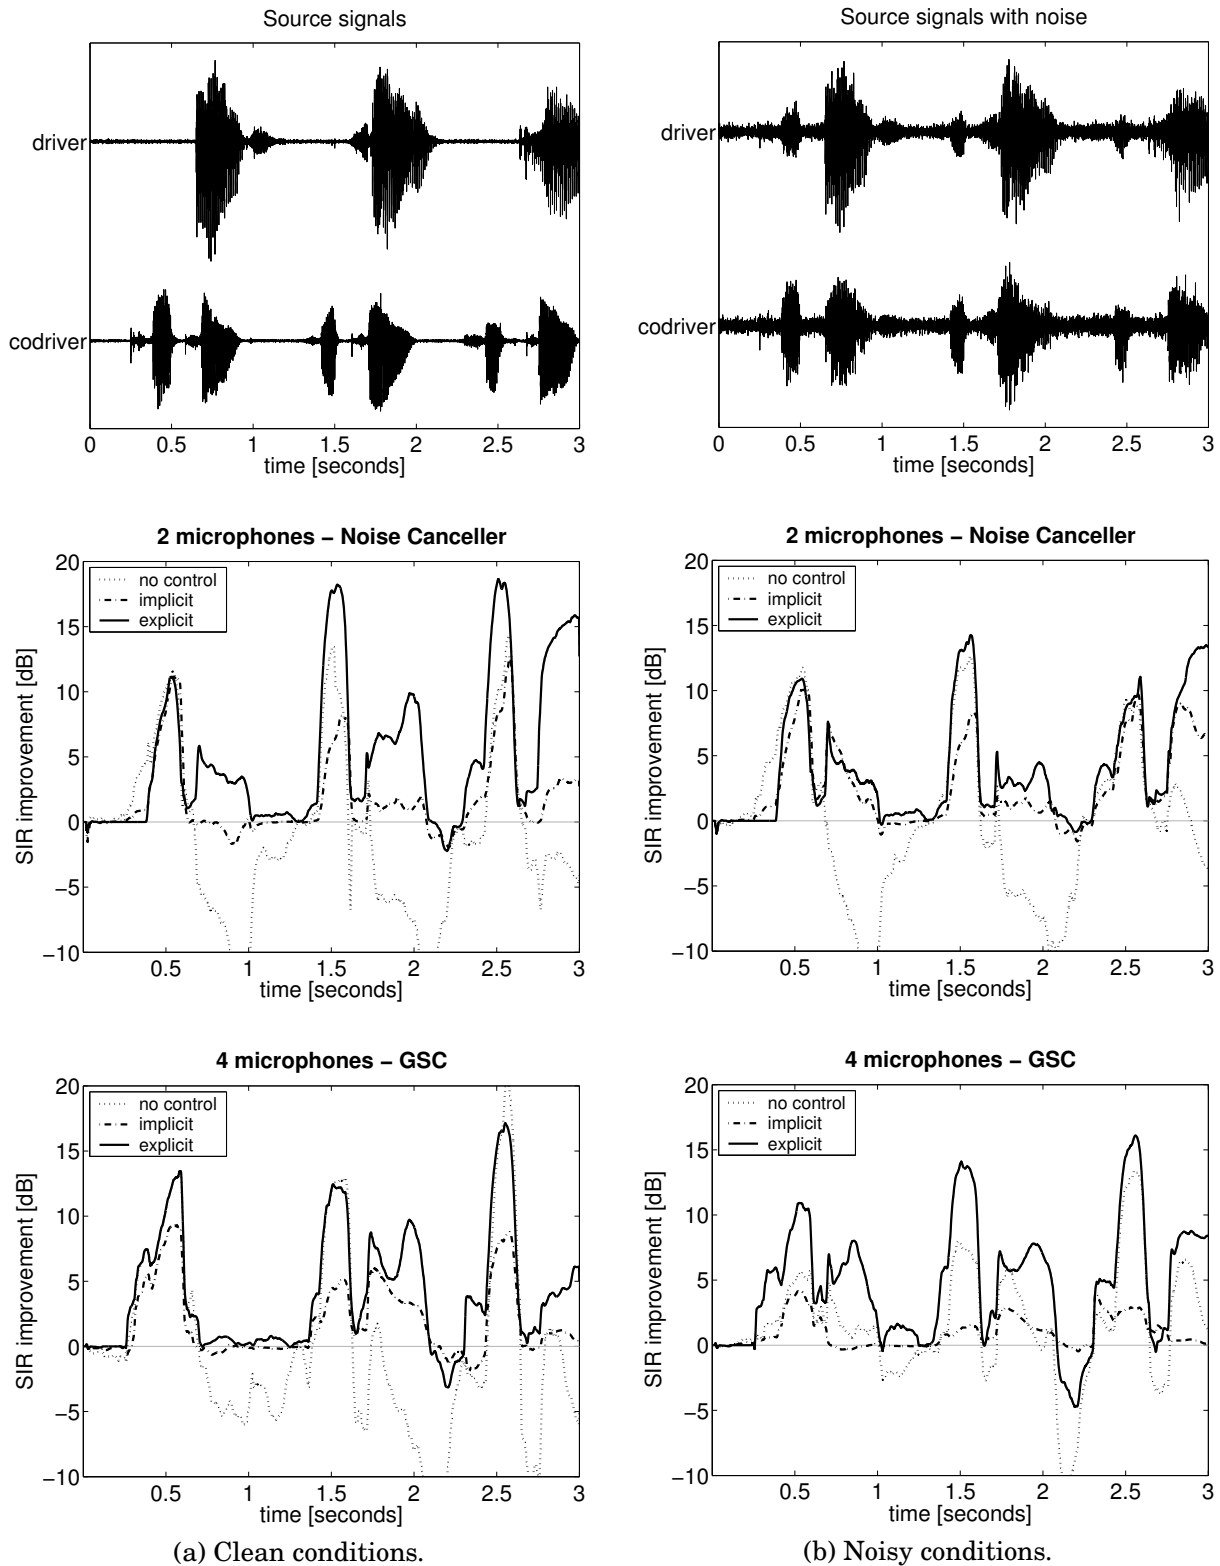 Source signals
driver
codriver
0 0.5 1 1.5 2 2.5 3
time [seconds]
Source signals with noise
driver
codriver
0 0.5 1 1.5 2 2.5 3
time [seconds]
2 microphones − Noise Canceller
no control
implicit
explicit
SIR improvement [dB]
20
15
10
5
0
−5
−10
0.5 1 1.5 2 2.5 3
time [seconds]
2 microphones − Noise Canceller
no control
implicit
explicit
SIR improvement [dB]
20
15
10
5
0
−5
−10
0.5 1 1.5 2 2.5 3
time [seconds]
4 microphones − GSC
no control
implicit
explicit
SIR improvement [dB]
20
15
10
5
0
−5
−10
0.5 1 1.5 2 2.5 3
time [seconds]
(a) Clean conditions.
4 microphones − GSC
no control
implicit
explicit
SIR improvement [dB]
20
15
10
5
0
−5
−10
0.5 1 1.5 2 2.5 3
time [seconds]
(b) Noisy conditions.